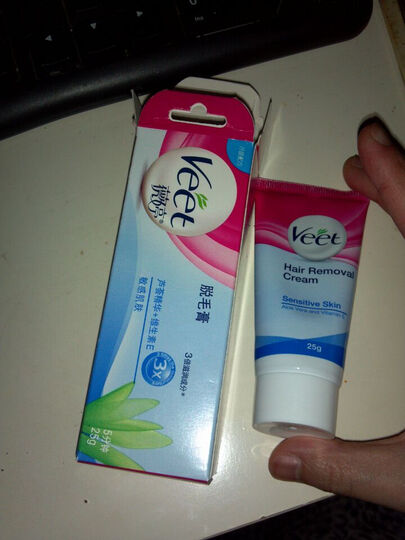 Veet
薇婷®
脱毛膏
3倍滋润成分*
芦荟精华+维生素E
敏感肌肤
3X
5分钟
25g
Veet
Hair Removal
Cream
Sensitive Skin
Aloe Vera and Vitamin E
25g